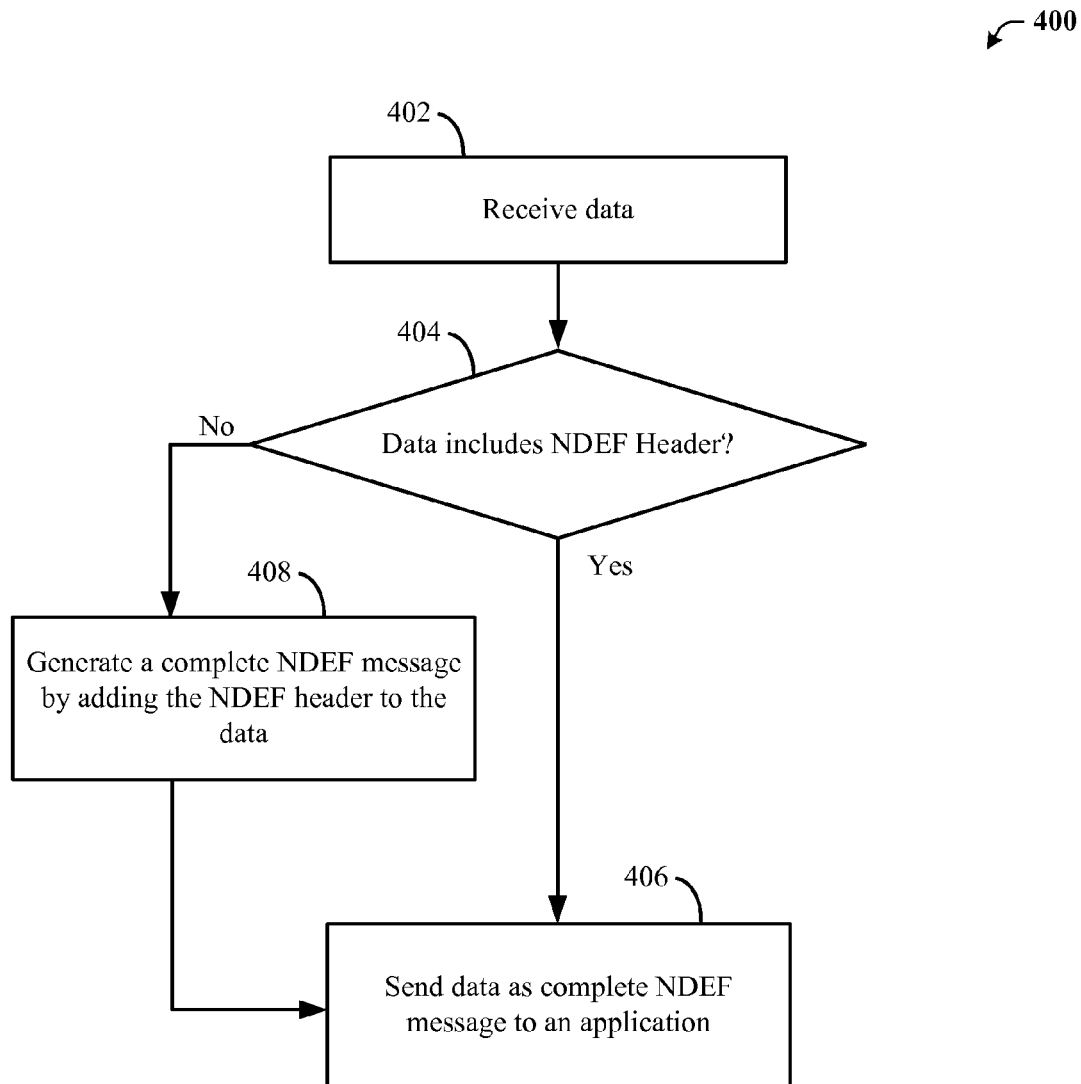 400
402
Receive data
404
Data includes NDEF Header?
No
Yes
408
Generate a complete NDEF message
by adding the NDEF header to the
data
406
Send data as complete NDEF
message to an application